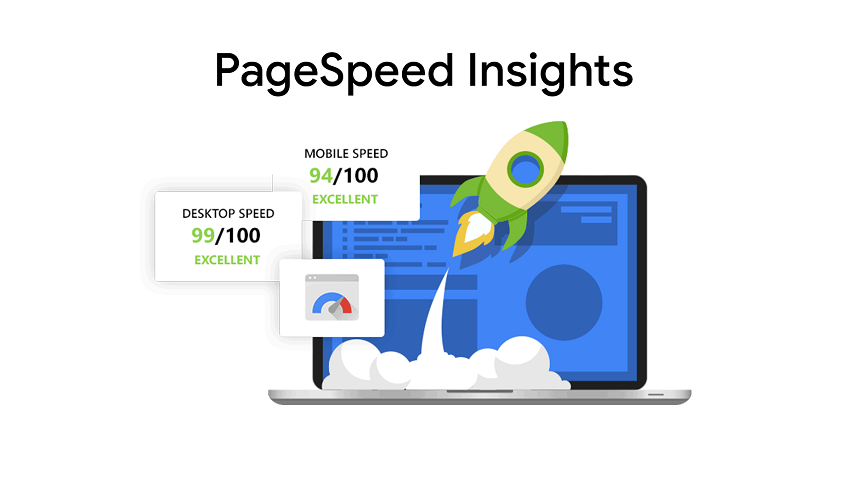 PageSpeed Insights
MOBILE SPEED
94/100
EXCELLENT
DESKTOP SPEED
99/100
EXCELLENT